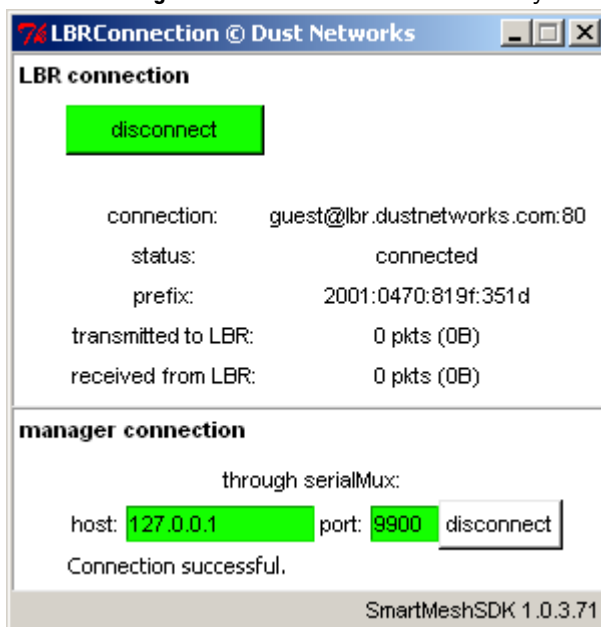 LBRConnection © Dust Networks
LBR connection
disconnect
connection: guest@lbr.dustnetworks.com:80
status: connected
prefix: 2001:0470:819f:351d
transmitted to LBR: 0 pkts (0B)
received from LBR: 0 pkts (0B)
manager connection
through serialMux:
host: 127.0.0.1 port: 9900 disconnect
Connection successful.
SmartMeshSDK 1.0.3.71